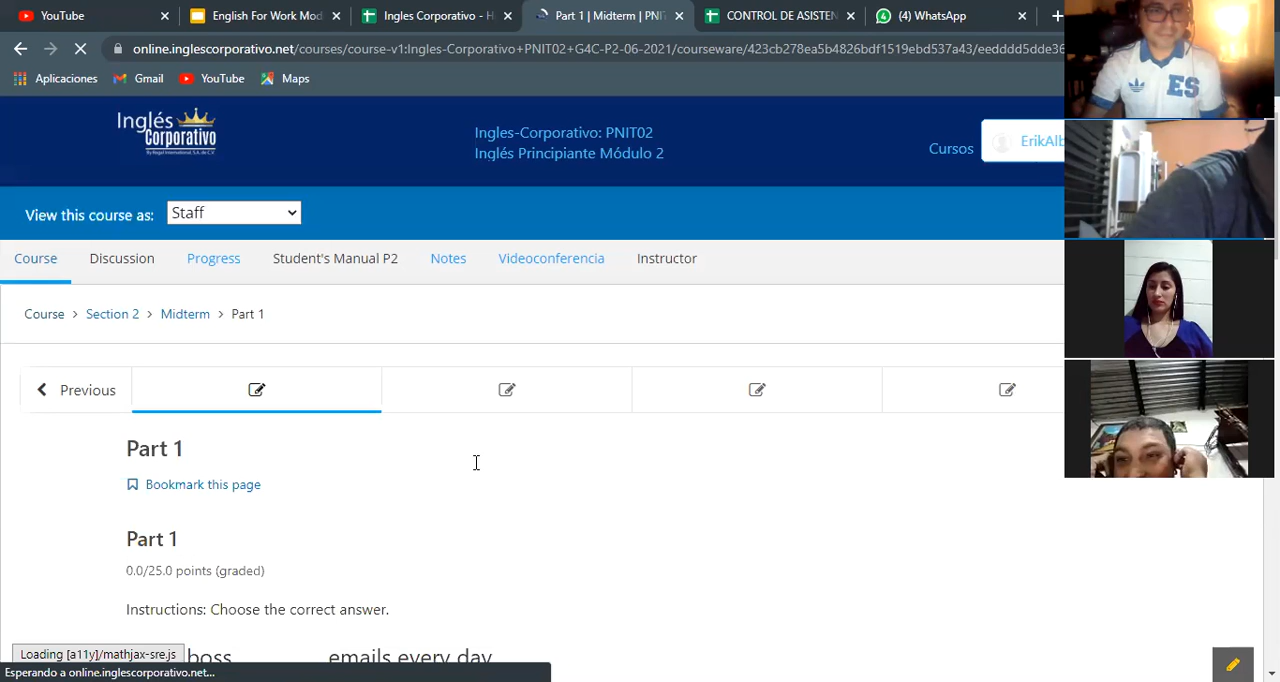 YouTube
English For Work Mod
Ingles Corporativo - H
Part 1 | Midterm | PNIT
CONTROL DE ASISTEN
(4) WhatsApp
online.inglescorporativo.net/courses/course-v1:Ingles-Corporativo+PNIT02+G4C-P2-06-2021/courseware/423cb278ea5b4826bdf1519ebd537a43/eedddd5dde36
Aplicaciones
Gmail
YouTube
Maps
Inglés
Corporativo
Ingles-Corporativo: PNIT02
Inglés Principiante Módulo 2
Cursos
ErikAlb
View this course as:
Staff
Course
Discussion
Progress
Student's Manual P2
Notes
Videoconferencia
Instructor
Course > Section 2 > Midterm > Part 1
Previous
Part 1
Bookmark this page
Part 1
0.0/25.0 points (graded)
Instructions: Choose the correct answer.
boss emails every day
Loading [a11y]/mathjax-sre.js
Esperando a online.inglescorporativo.net...
ES